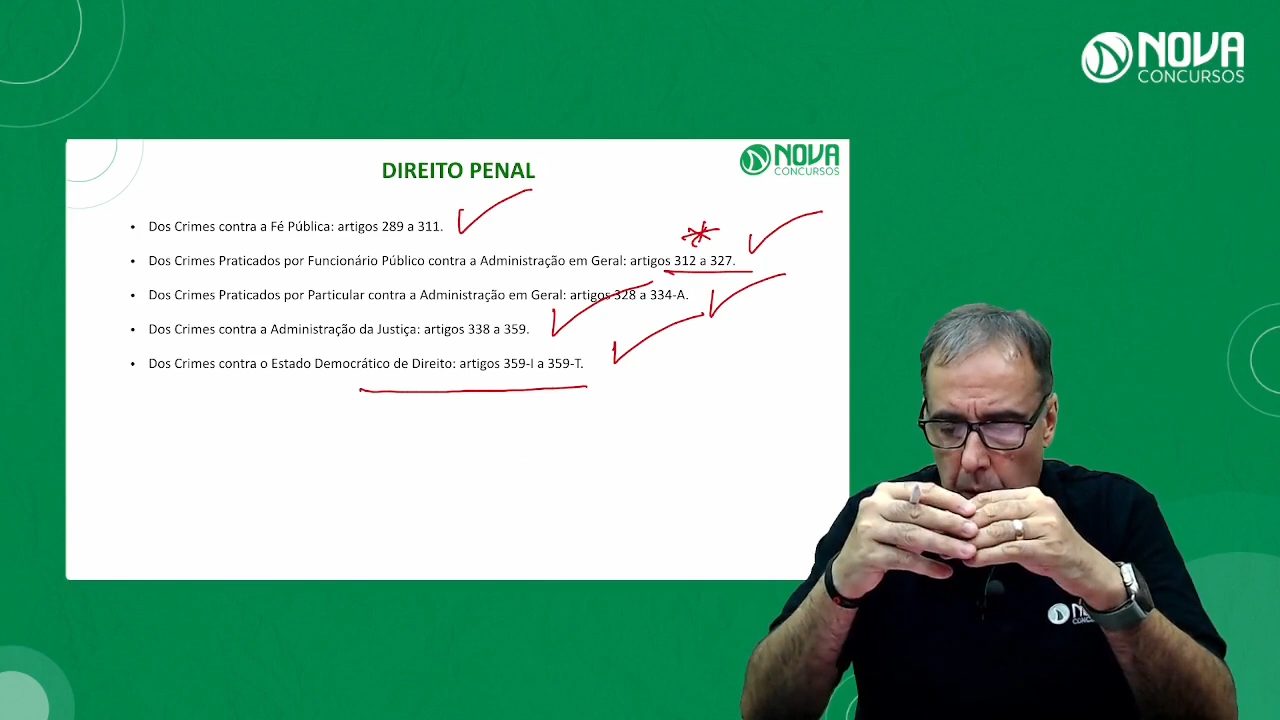 NOVA
CONCURSOS
DIREITO PENAL
NOVA
CONCURSOS
• Dos Crimes contra a Fé Pública: artigos 289 a 311.
• Dos Crimes Praticados por Funcionário Público contra a Administração em Geral: artigos 312 a 327.
• Dos Crimes Praticados por Particular contra a Administração em Geral: artigos 328 a 334-A.
• Dos Crimes contra a Administração da Justiça: artigos 338 a 359.
• Dos Crimes contra o Estado Democrático de Direito: artigos 359-I a 359-T.